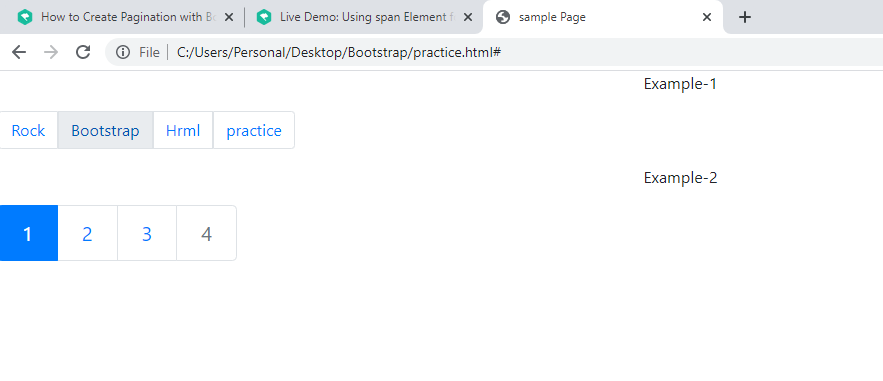 How to Create Pagination with Bo
Live Demo: Using span Element f
sample Page
File
C:/Users/Personal/Desktop/Bootstrap/practice.html#
Example-1
Rock Bootstrap Hrml practice
Example-2
1 2 3 4